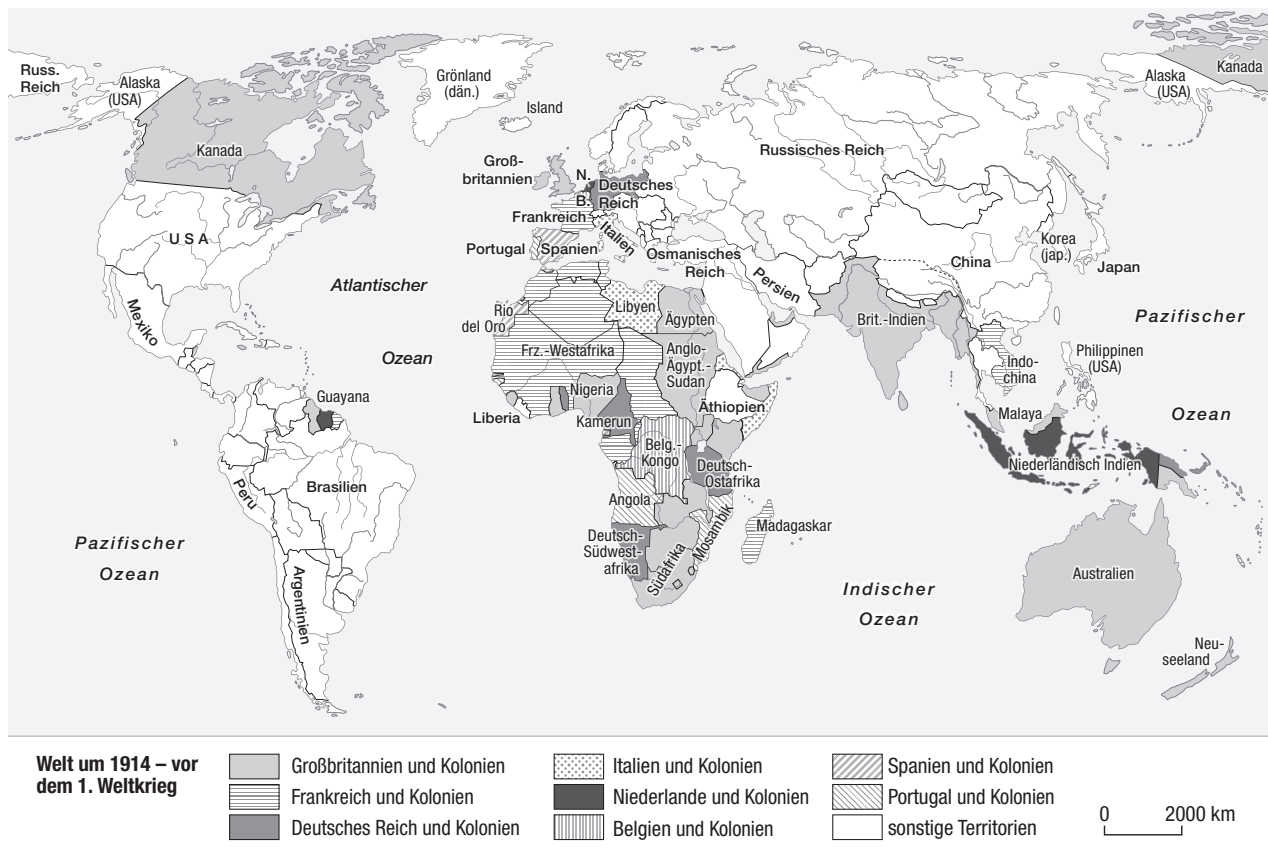 Russ.
Reich
Alaska
(USA)
Kanada
Grönland
(dän.)
Island
Russisches Reich
Alaska
(USA)
Kanada
Groß-
britannien
N.
B.
Deutsches
Reich
Frankreich
Italien
Portugal
Spanien
Osmanisches
Reich
Persien
China
Korea
(jap.)
Japan
USA
Mexiko
Atlantischer
Ozean
Rio
del Oro
Libyen
Ägypten
Brit.-Indien
Pazifischer
Ozean
Frz.-Westafrika
Anglo-
Ägypt.-
Sudan
Indo-
china
Philippinen
(USA)
Guayana
Liberia
Nigeria
Kamerun
Äthiopien
Malaya
Belg.-
Kongo
Deutsch-
Ostafrika
Niederländisch Indien
Peru
Brasilien
Angola
Mosambik
Madagaskar
Pazifischer
Ozean
Argentinien
Deutsch-
Südwest-
afrika
Südafrika
Indischer
Ozean
Australien
Neu-
seeland
Welt um 1914 – vor
dem 1. Weltkrieg
Großbritannien und Kolonien
Frankreich und Kolonien
Deutsches Reich und Kolonien
Italien und Kolonien
Niederlande und Kolonien
Belgien und Kolonien
Spanien und Kolonien
Portugal und Kolonien
sonstige Territorien
0 2000 km